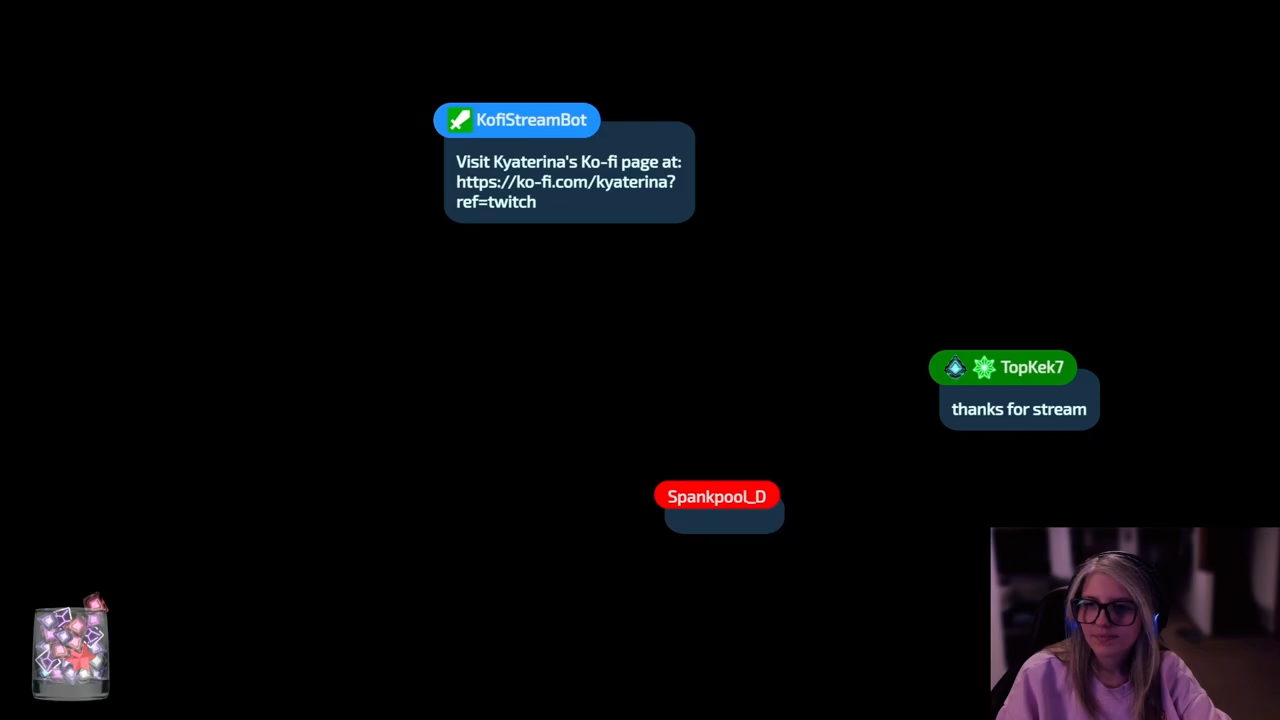 KofiStreamBot
Visit Kyaterina's Ko-fi page at:
https://ko-fi.com/kyaterina?
ref=twitch
TopKek7
thanks for stream
Spankpool_D